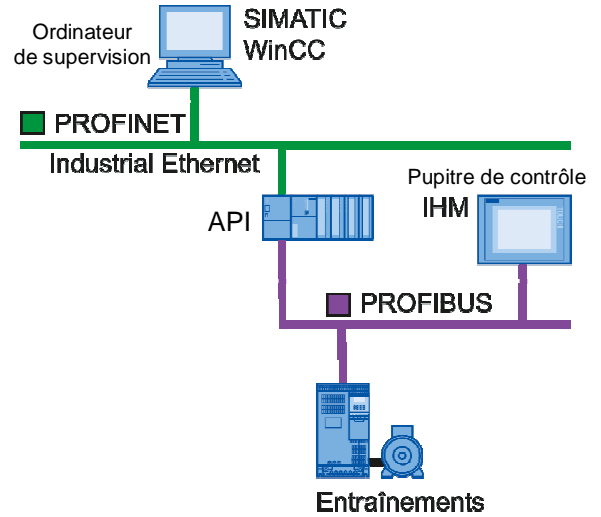 Ordinateur
de supervision
SIMATIC
WinCC
PROFINET
Industrial Ethernet
Pupitre de contrôle
IHM
API
PROFIBUS
Entraînements